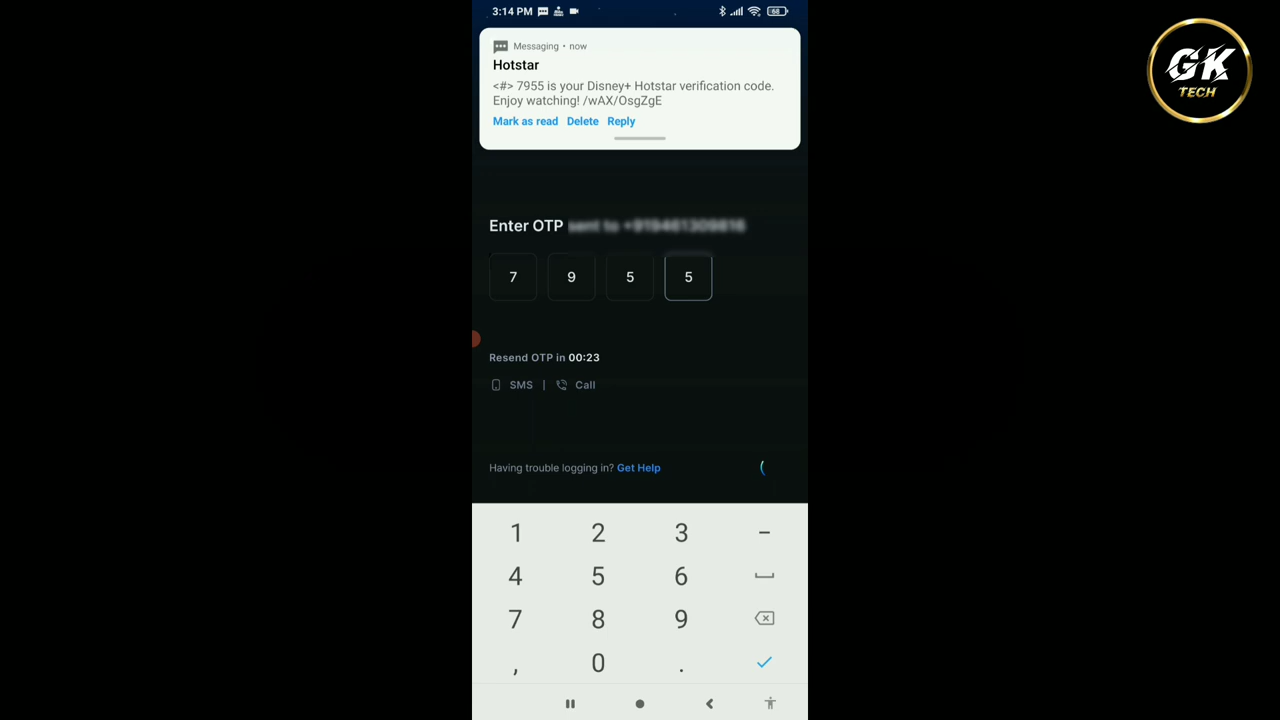 3:14 PM
68
Messaging • now
Hotstar
<#> 7955 is your Disney+ Hotstar verification code.
Enjoy watching! /wAX/OsgZgE
Mark as read Delete Reply
GK
TECH
Enter OTP
7 9 5 5
Resend OTP in 00:23
SMS | Call
Having trouble logging in? Get Help
1 2 3 -
4 5 6
7 8 9
, 0 .